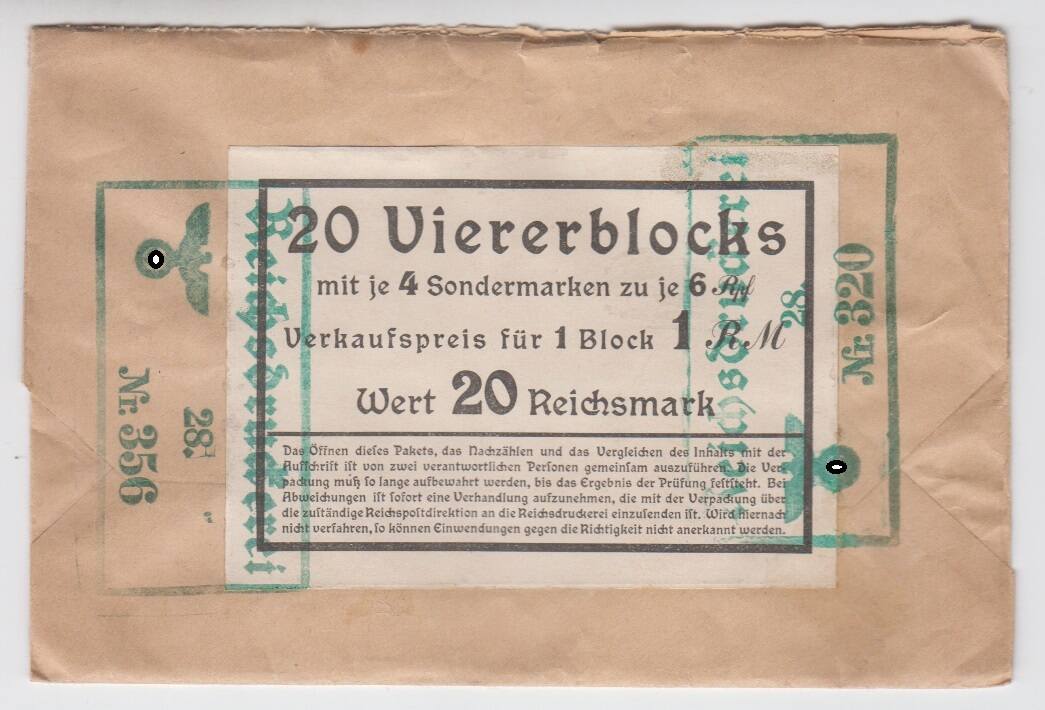 20 Viererblocks
mit je 4 Sondermarken zu je 6 Rpf
Verkaufspreis für 1 Block 1 RM
Wert 20 Reichsmark
Das Öffnen dieses Pakets, das Nachzählen und das Vergleichen des Inhalts mit der
Aufschrift ist von zwei verantwortlichen Personen gemeinsam auszuführen. Die Ver-
packung muß so lange aufbewahrt werden, bis das Ergebnis der Prüfung feststeht. Bei
Abweichungen ist sofort eine Verhandlung aufzunehmen, die mit der Verpackung über
die zuständige Reichspostdirektion an die Reichsdruckerei einzusenden ist. Wird hiernach
nicht verfahren, so können Einwendungen gegen die Richtigkeit nicht anerkannt werden.
Reichsdruckerei
28.
Nr. 356
Reichsdruckerei
28.
Nr. 320